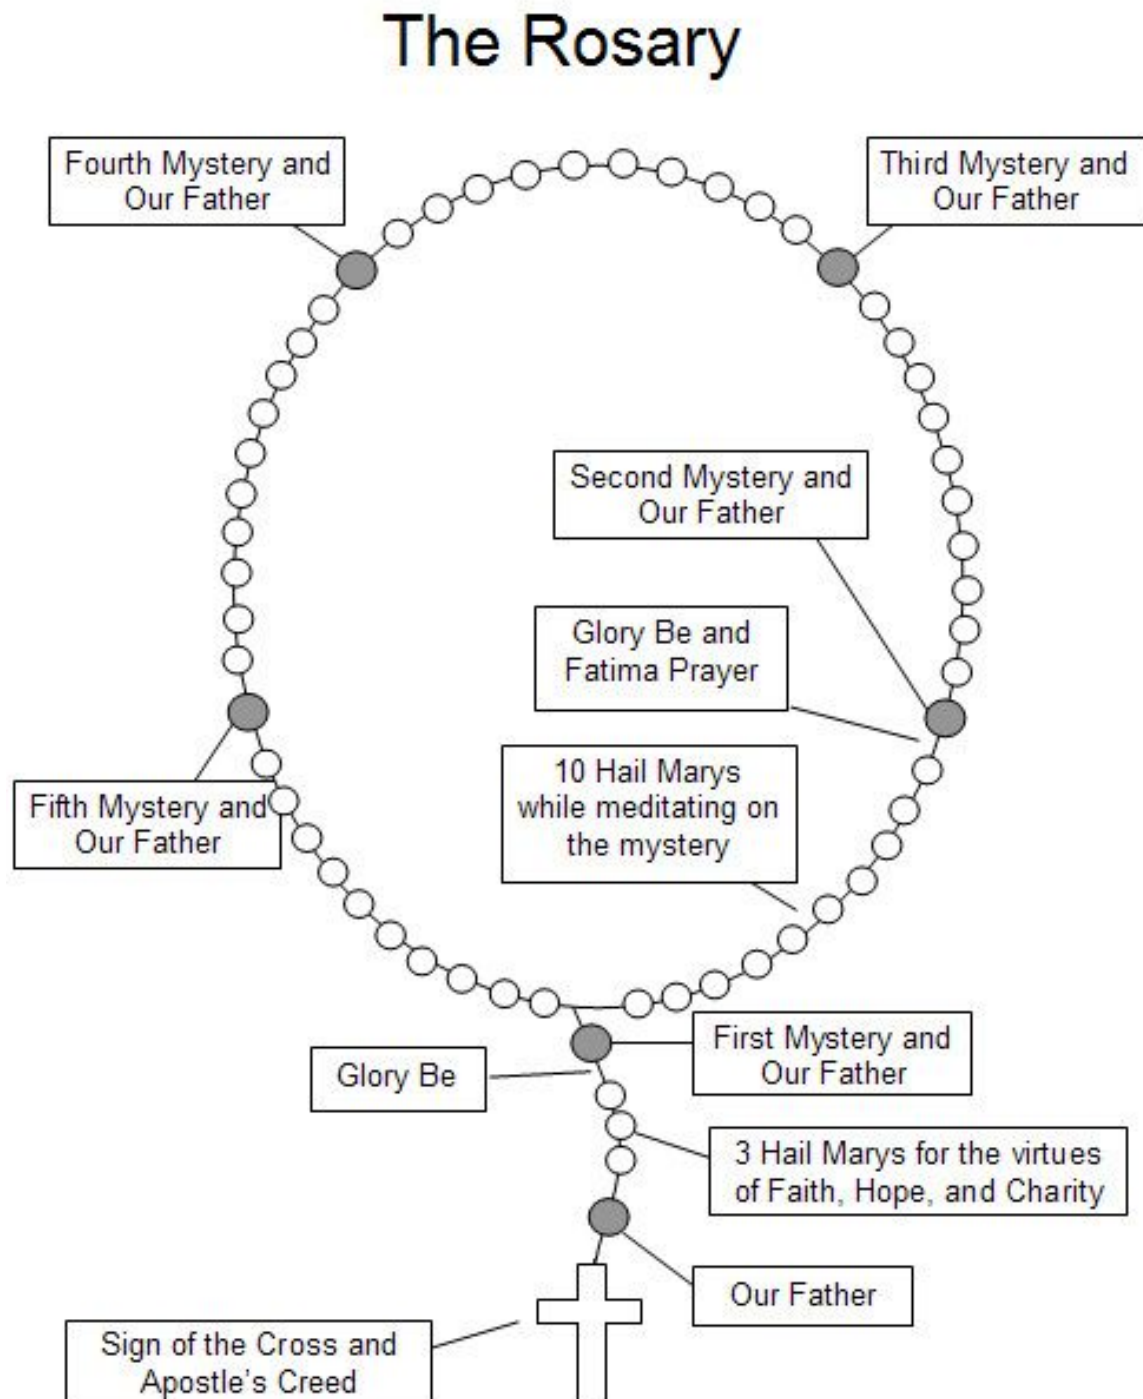 The Rosary
Fourth Mystery and
Our Father
Third Mystery and
Our Father
Second Mystery and
Our Father
Glory Be and
Fatima Prayer
10 Hail Marys
while meditating on
the mystery
Fifth Mystery and
Our Father
First Mystery and
Our Father
Glory Be
3 Hail Marys for the virtues
of Faith, Hope, and Charity
Our Father
Sign of the Cross and
Apostle's Creed